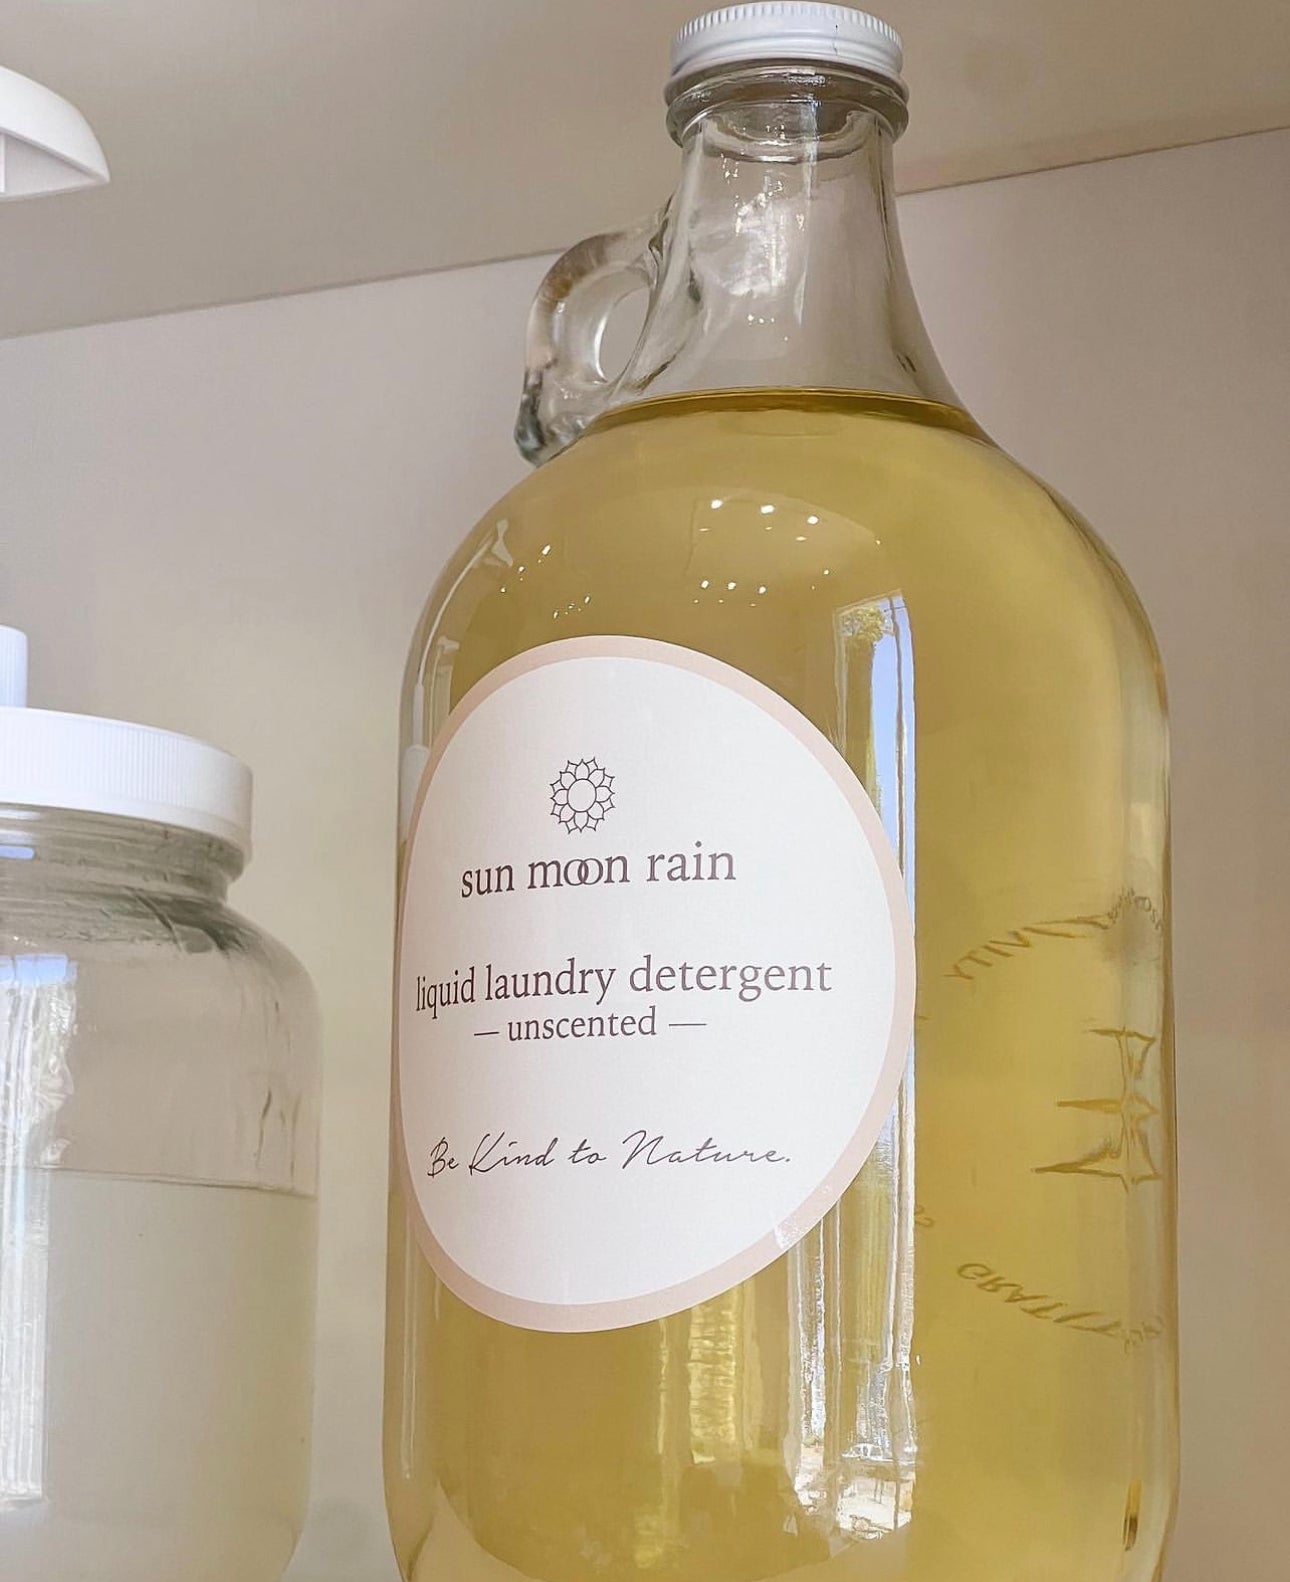 sun moon rain
liquid laundry detergent
— unscented —
Be Kind to Nature.